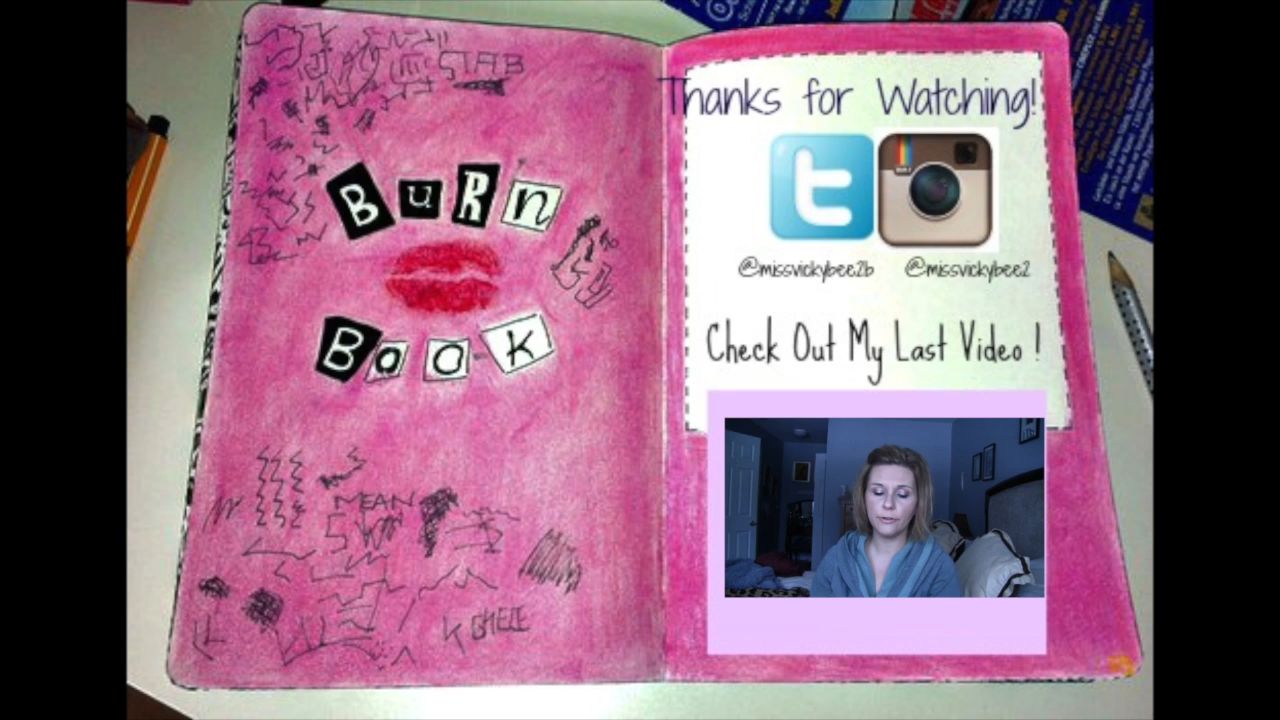 STAB
BuRn
Book
MEAN
Thanks for Watching!
t
@missvickybee2b @missvickybee2
Check Out My Last Video !